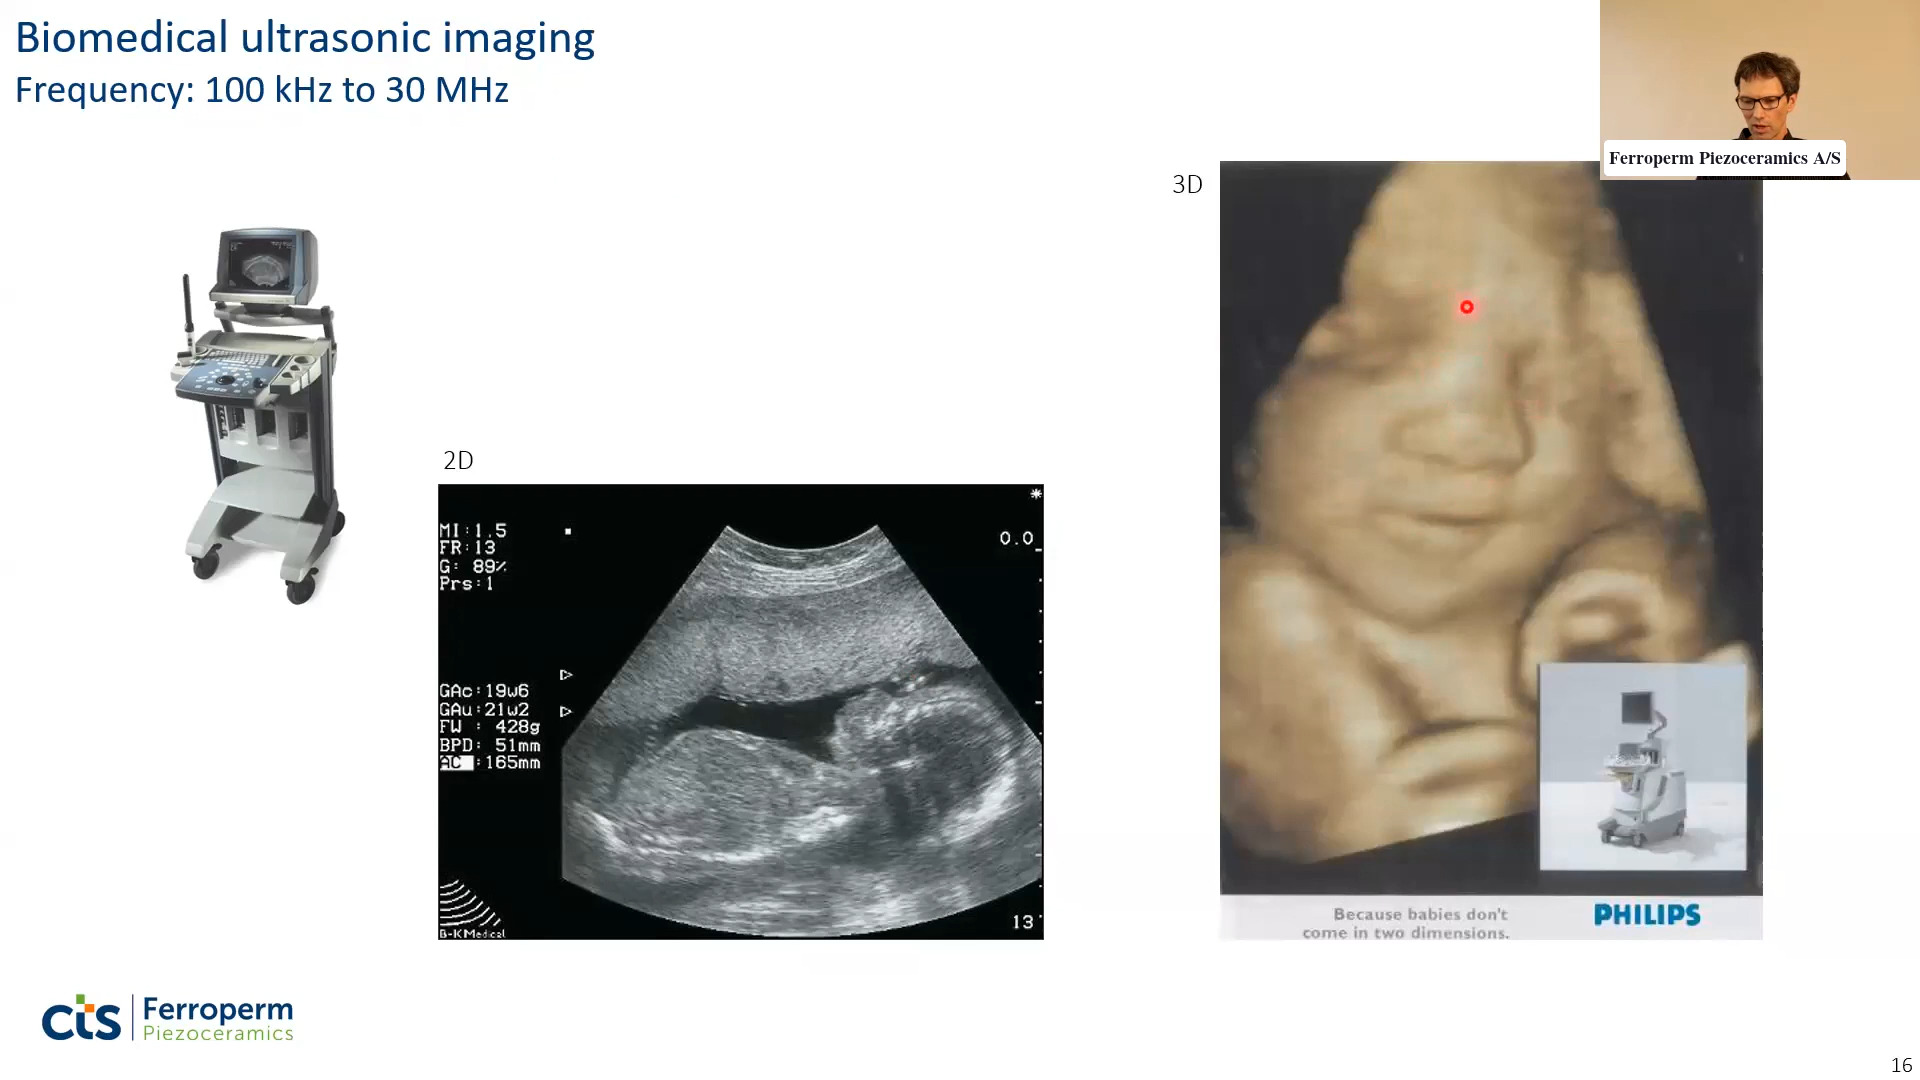 Biomedical ultrasonic imaging
Frequency: 100 kHz to 30 MHz
Ferroperm Piezoceramics A/S
3D
2D
MI:1.5
FR:13
G: 89%
Prs:1
0.0
GAc:19w6
GAu:21w2
FW : 428g
BPD: 51mm
AC :165mm
13
B-K Medical
Because babies don't
come in two dimensions.
PHILIPS
cts Ferroperm
Piezoceramics
16